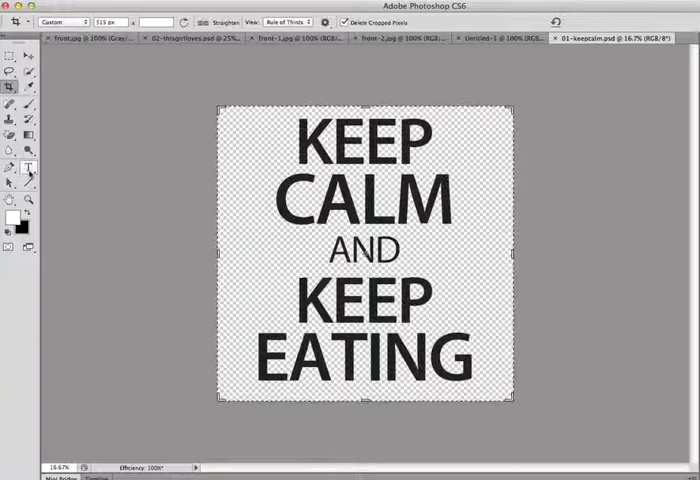 Adobe Photoshop CS6
Custom 515 px x Straighten View: Rule of Thirds Delete Cropped Pixels
front.jpg @ 100% (Gray/... 02-thisgirlloves.psd @ 25%... front-1.jpg @ 100% (RGB/... front-2.jpg @ 100% (RGB/... Untitled-1 @ 100% (RGB/8... 01-keepcalm.psd @ 16.7% (RGB/8*)
T
KEEP
CALM
AND
KEEP
EATING
16.67% Efficiency: 100%*
Mini Bridge Timeline